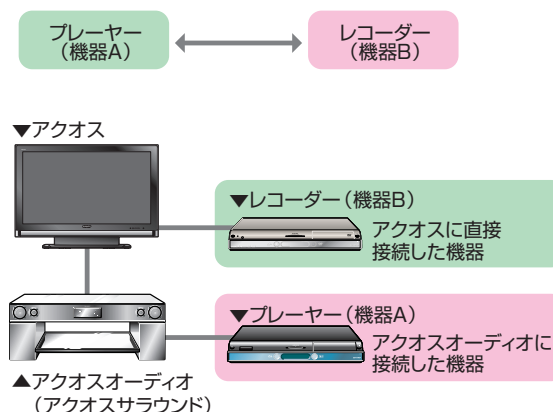 プレーヤー
（機器A）
レコーダー
（機器B）
▼アクオス
▼レコーダー（機器B）
アクオスに直接
接続した機器
▼プレーヤー（機器A）
アクオスオーディオに
接続した機器
▲アクオスオーディオ
（アクオスサラウンド）